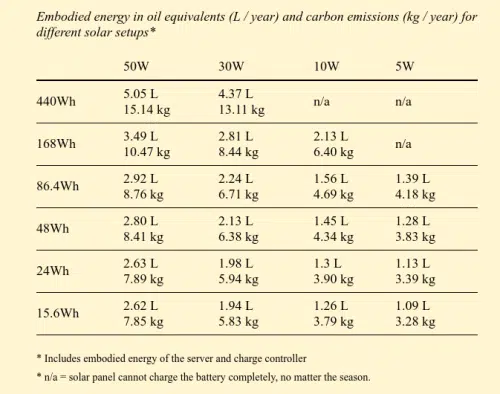 Embodied energy in oil equivalents (L / year) and carbon emissions (kg / year) for
different solar setups*
50W 30W 10W 5W
440Wh 5.05 L 4.37 L n/a n/a
15.14 kg 13.11 kg
168Wh 3.49 L 2.81 L 2.13 L n/a
10.47 kg 8.44 kg 6.40 kg
86.4Wh 2.92 L 2.24 L 1.56 L 1.39 L
8.76 kg 6.71 kg 4.69 kg 4.18 kg
48Wh 2.80 L 2.13 L 1.45 L 1.28 L
8.41 kg 6.38 kg 4.34 kg 3.83 kg
24Wh 2.63 L 1.98 L 1.3 L 1.13 L
7.89 kg 5.94 kg 3.90 kg 3.39 kg
15.6Wh 2.62 L 1.94 L 1.26 L 1.09 L
7.85 kg 5.83 kg 3.79 kg 3.28 kg
* Includes embodied energy of the server and charge controller
* n/a = solar panel cannot charge the battery completely, no matter the season.